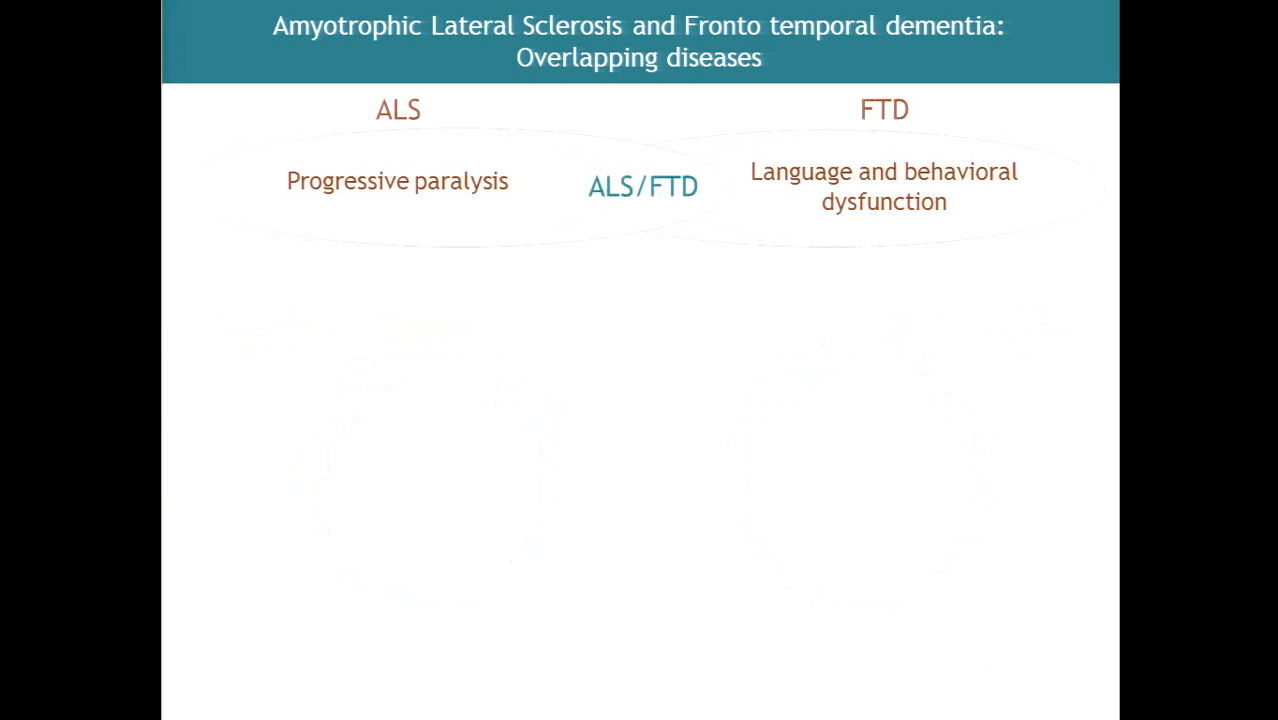 Amyotrophic Lateral Sclerosis and Fronto temporal dementia:
Overlapping diseases
ALS
FTD
Progressive paralysis
ALS/FTD
Language and behavioral
dysfunction